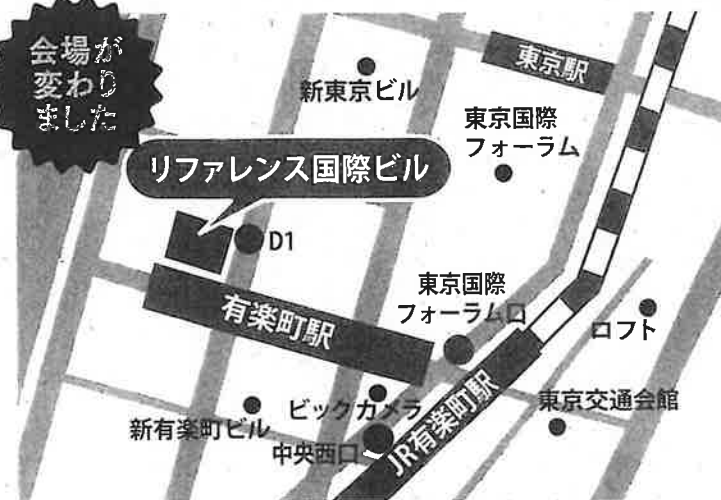 会場が
変わり
ました
東京駅
新東京ビル
東京国際
フォーラム
リファレンス国際ビル
D1
東京国際
フォーラム口
有楽町駅
ロフト
ビックカメラ
JR有楽町駅
東京交通会館
新有楽町ビル
中央西口